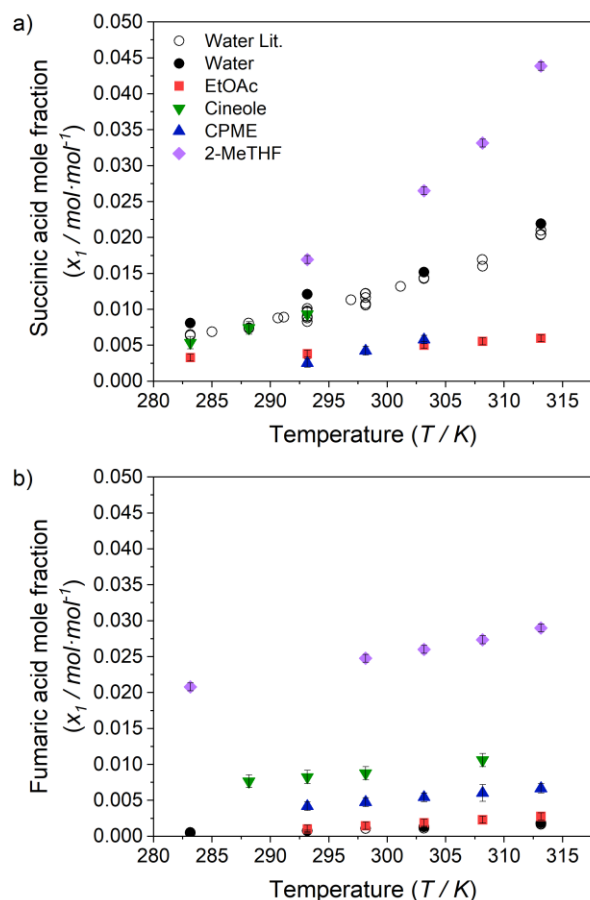 a)
0.050
0.045
0.040
0.035
0.030
0.025
0.020
0.015
0.010
0.005
0.000
Succinic acid mole fraction
(x₁ / mol·mol⁻¹)
Water Lit.
Water
EtOAc
Cineole
CPME
2-MeTHF
280 285 290 295 300 305 310 315
Temperature (T / K)
b)
0.050
0.045
0.040
0.035
0.030
0.025
0.020
0.015
0.010
0.005
0.000
Fumaric acid mole fraction
(x₁ / mol·mol⁻¹)
280 285 290 295 300 305 310 315
Temperature (T / K)